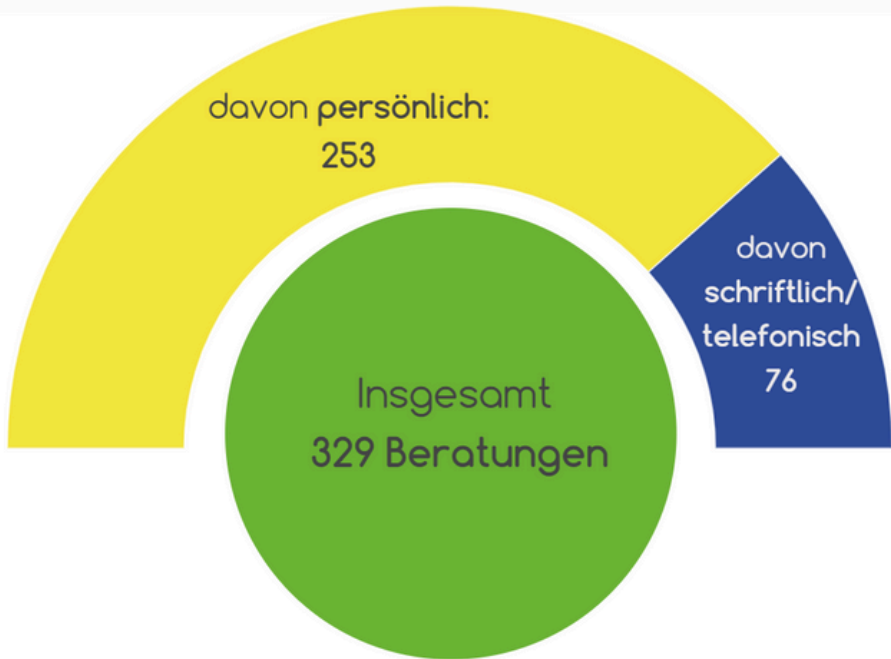 davon persönlich:
253
davon
schriftlich/
telefonisch
76
Insgesamt
329 Beratungen